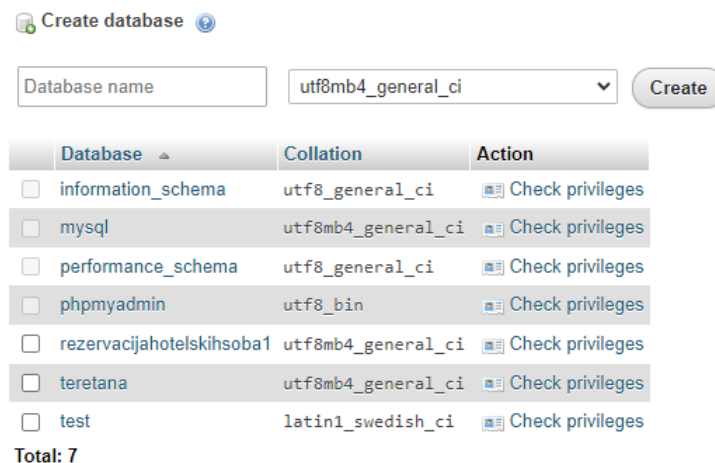 Create database
Database name utf8mb4_general_ci Create
Database Collation Action
information_schema utf8_general_ci Check privileges
mysql utf8mb4_general_ci Check privileges
performance_schema utf8_general_ci Check privileges
phpmyadmin utf8_bin Check privileges
rezervacijahotelskihsoba1 utf8mb4_general_ci Check privileges
teretana utf8mb4_general_ci Check privileges
test latin1_swedish_ci Check privileges
Total: 7